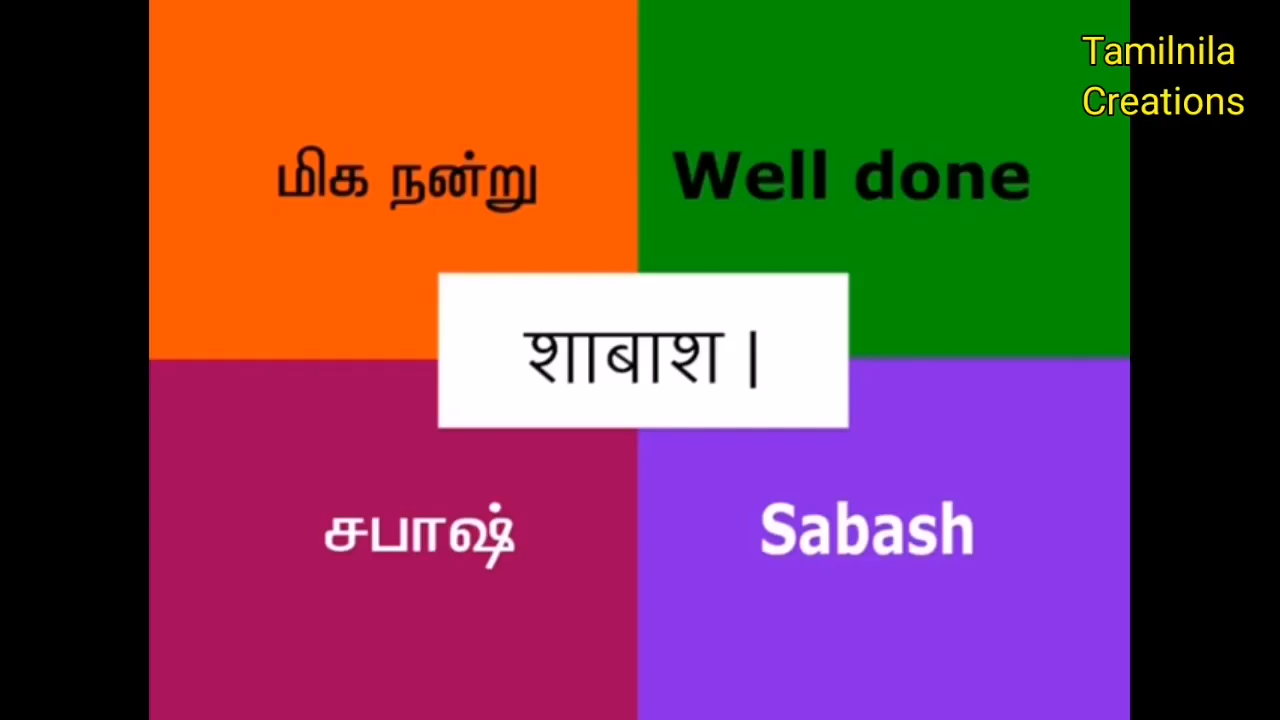 Tamilnila
Creations
மிக நன்று
Well done
शाबाश ।
சபாஷ்
Sabash